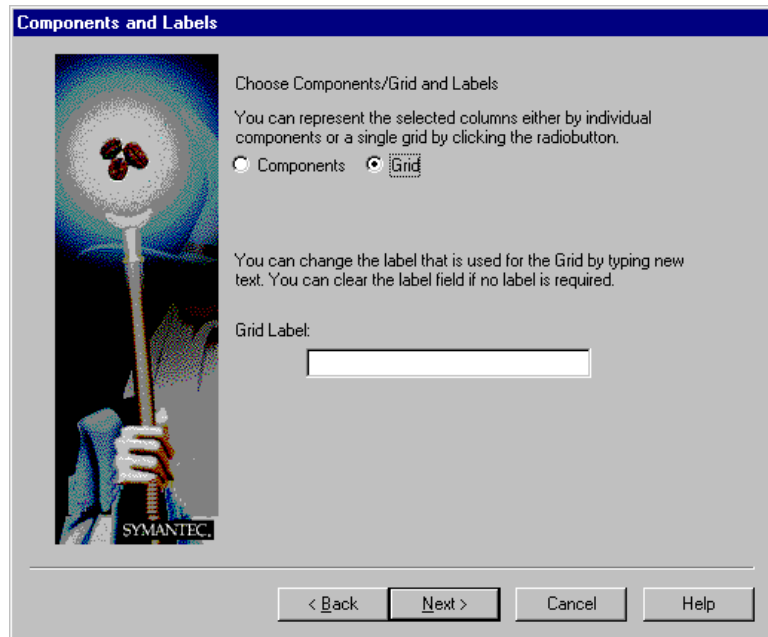 Components and Labels
Choose Components/Grid and Labels
You can represent the selected columns either by individual
components or a single grid by clicking the radiobutton.
Components Grid
You can change the label that is used for the Grid by typing new
text. You can clear the label field if no label is required.
Grid Label:
SYMANTEC.
< Back Next > Cancel Help